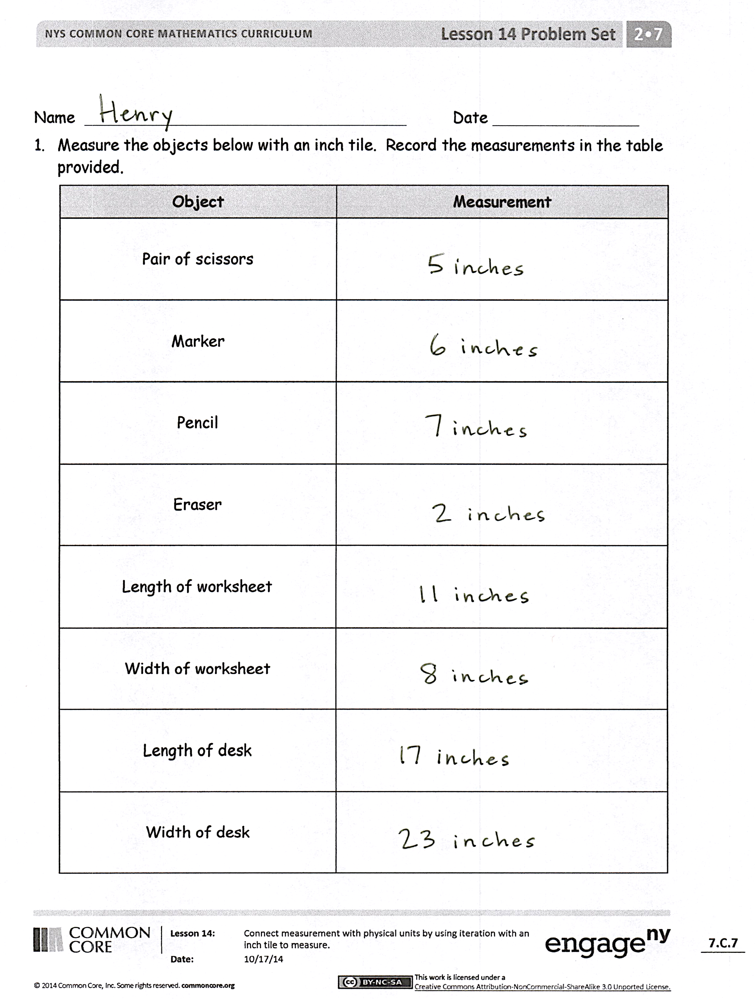 NYS COMMON CORE MATHEMATICS CURRICULUM Lesson 14 Problem Set 2•7
Name Henry Date
1. Measure the objects below with an inch tile. Record the measurements in the table
provided.
Object Measurement
Pair of scissors 5 inches
Marker 6 inches
Pencil 7 inches
Eraser 2 inches
Length of worksheet 11 inches
Width of worksheet 8 inches
Length of desk 17 inches
Width of desk 23 inches
COMMON CORE
Lesson 14: Connect measurement with physical units by using iteration with an
inch tile to measure.
Date: 10/17/14
engage ny
7.C.7
© 2014 Common Core, Inc. Some rights reserved. commoncore.org
cc BY-NC-SA
This work is licensed under a
Creative Commons Attribution-NonCommercial-ShareAlike 3.0 Unported License.